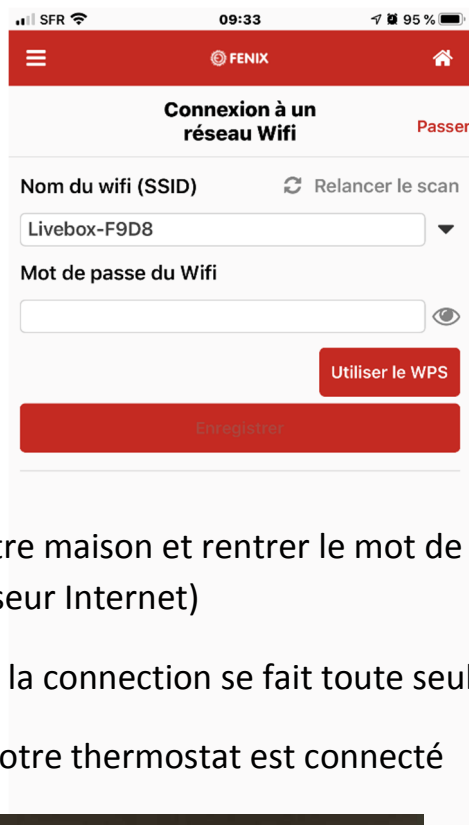 SFR 09:33 95 %
FENIX
Connexion à un
réseau Wifi
Passer
Nom du wifi (SSID) Relancer le scan
Livebox-F9D8
Mot de passe du Wifi
Utiliser le WPS
Enregistrer
tre maison et rentrer le mot de
seur Internet)
la connection se fait toute seul
otre thermostat est connecté